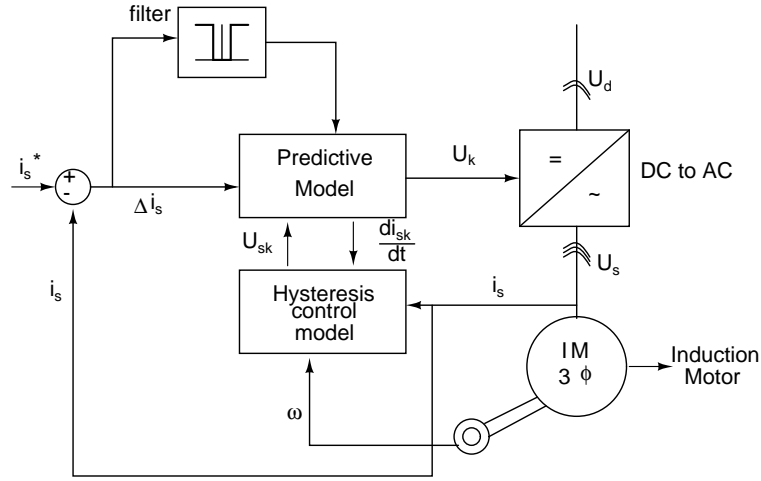 filter
U_d
i_s*
+
-
Δi_s
Predictive
Model
U_k
=
~
DC to AC
U_sk
di_sk
dt
U_s
i_s
Hysteresis
control
model
i_s
IM
3 ϕ
Induction
Motor
ω
i_s